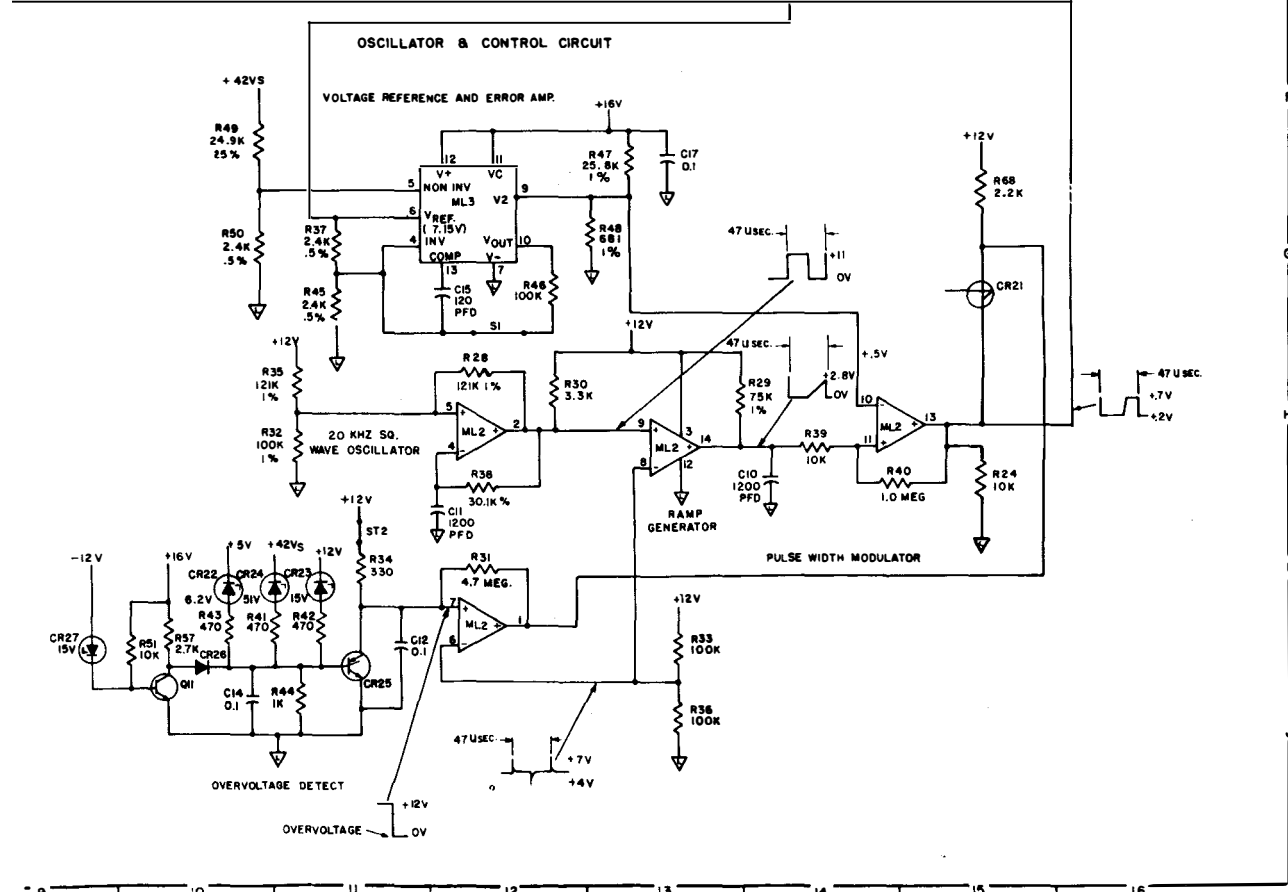 OSCILLATOR & CONTROL CIRCUIT
+ 42VS
VOLTAGE REFERENCE AND ERROR AMP.
+16V
R49
24.9K
25%
12
V+
11
VC
R47
25.8K
1%
C17
0.1
+12V
R68
2.2K
5
NON INV
ML3
9
V2
6
VREF.
(7.15V)
4
INV
VOUT
10
COMP
V-
13
7
R50
2.4K
.5%
R37
2.4K
.5%
R48
681
1%
R45
2.4K
.5%
C15
120
PFD
R46
100K
S1
47 USEC.
+11
0V
CR21
+12V
R35
121K
1%
R28
121K 1%
+12V
R30
3.3K
47 USEC.
+2.8V
0V
+.5V
R29
75K
1%
47 USEC.
+.7V
+.2V
R32
100K
1%
20 KHZ SQ.
WAVE OSCILLATOR
5
+
ML2
+
2
4
-
R38
30.1K %
C11
1200
PFD
9
+
ML2
3
+
14
8
-
12
RAMP
GENERATOR
C10
1200
PFD
R39
10K
10
-
ML2
13
+
11
+
R40
1.0 MEG
R24
10K
PULSE WIDTH MODULATOR
+12V
ST2
R34
330
-12V
+16V
+5V
+42VS
+12V
CR22
CR24
CR23
6.2V
51V
15V
R43
470
R41
470
R42
470
R31
4.7 MEG.
CR27
15V
R51
10K
R57
2.7K
CR26
Q11
C14
0.1
R44
1K
CR25
C12
0.1
7
+
ML2
+
1
6
-
+12V
R33
100K
R36
100K
47 USEC.
+7V
+4V
OVERVOLTAGE DETECT
+12V
OVERVOLTAGE
0V
9
10
11
12
13
14
15
16